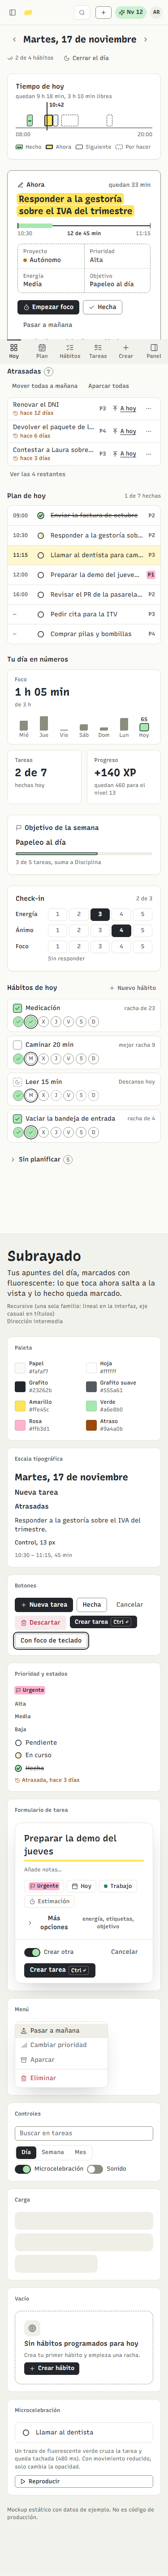 Nv 12
AR
Martes, 17 de noviembre
2 de 4 hábitos
Cerrar el día
Tiempo de hoy
quedan 9 h 18 min, 3 h 10 min libres
10:42
08:00
20:00
Hecho
Ahora
Siguiente
Por hacer
Ahora
quedan 33 min
Responder a la gestoría
sobre el IVA del trimestre
10:30
12 de 45 min
11:15
Proyecto
Autónomo
Prioridad
Alta
Energía
Media
Objetivo
Papeleo al día
Empezar foco
Hecha
Pasar a mañana
Hoy
Plan
Hábitos
Tareas
Crear
Panel
Atrasadas
7
Mover todas a mañana
Aparcar todas
Renovar el DNI
hace 12 días
P3
A hoy
Devolver el paquete de l...
hace 6 días
P4
A hoy
Contestar a Laura sobre...
hace 3 días
P3
A hoy
Ver las 4 restantes
Plan de hoy
1 de 7 hechas
09:00
Enviar la factura de octubre
P2
10:30
Responder a la gestoría sob...
P2
11:15
Llamar al dentista para cam...
P3
12:00
Preparar la demo del jueve...
P1
16:00
Revisar el PR de la pasarela...
P2
–
Pedir cita para la ITV
P3
–
Comprar pilas y bombillas
P4
Tu día en números
Foco
1 h 05 min
de 3 h
65
Mié
Jue
Vie
Sáb
Dom
Lun
Hoy
Tareas
2 de 7
hechas hoy
Progreso
+140 XP
quedan 460 para el
nivel 13
Objetivo de la semana
Papeleo al día
3 de 5 tareas, suma a Disciplina
Check-in
2 de 3
Energía
1
2
3
4
5
Ánimo
1
2
3
4
5
Foco
1
2
3
4
5
Sin responder
Hábitos de hoy
Nuevo hábito
Medicación
racha de 23
X
J
V
S
D
Caminar 20 min
mejor racha 9
M
X
J
V
S
D
Leer 15 min
Descanso hoy
M
X
J
V
S
D
Vaciar la bandeja de entrada
racha de 4
X
J
V
S
D
Sin planificar
5
Subrayado
Tus apuntes del día, marcados con
fluorescente: lo que toca ahora salta a la
vista y lo hecho queda marcado.
Recursive (una sola familia: lineal en la interfaz, eje
casual en títulos)
Dirección intermedia
Paleta
Papel
#fafaf7
Hoja
#ffffff
Grafito
#23262b
Grafito suave
#555a61
Amarillo
#ffe45c
Verde
#a6e8b0
Rosa
#ffb3d1
Atraso
#9a4a0b
Escala tipográfica
Martes, 17 de noviembre
Nueva tarea
Atrasadas
Responder a la gestoría sobre el IVA del
trimestre.
Control, 13 px
10:30 – 11:15, 45 min
Botones
Nueva tarea
Hecha
Cancelar
Descartar
Crear tarea
Ctrl ↵
Con foco de teclado
Prioridad y estados
Urgente
Alta
Media
Baja
Pendiente
En curso
Hecha
Atrasada, hace 3 días
Formulario de tarea
Preparar la demo del
jueves
Añade notas...
Urgente
Hoy
Trabajo
Estimación
Más
opciones
energía, etiquetas,
objetivo
Crear otra
Cancelar
Crear tarea
Ctrl ↵
Menú
Pasar a mañana
Cambiar prioridad
Aparcar
Eliminar
Controles
Buscar en tareas
Día
Semana
Mes
Microcelebración
Sonido
Carga
Vacío
Sin hábitos programados para hoy
Crea tu primer hábito y empieza una racha.
Crear hábito
Microcelebración
Llamar al dentista
Un trazo de fluorescente verde cruza la tarea y
queda tachada (480 ms). Con movimiento reducido,
solo cambia la opacidad.
Reproducir
Mockup estático con datos de ejemplo. No es código de
producción.